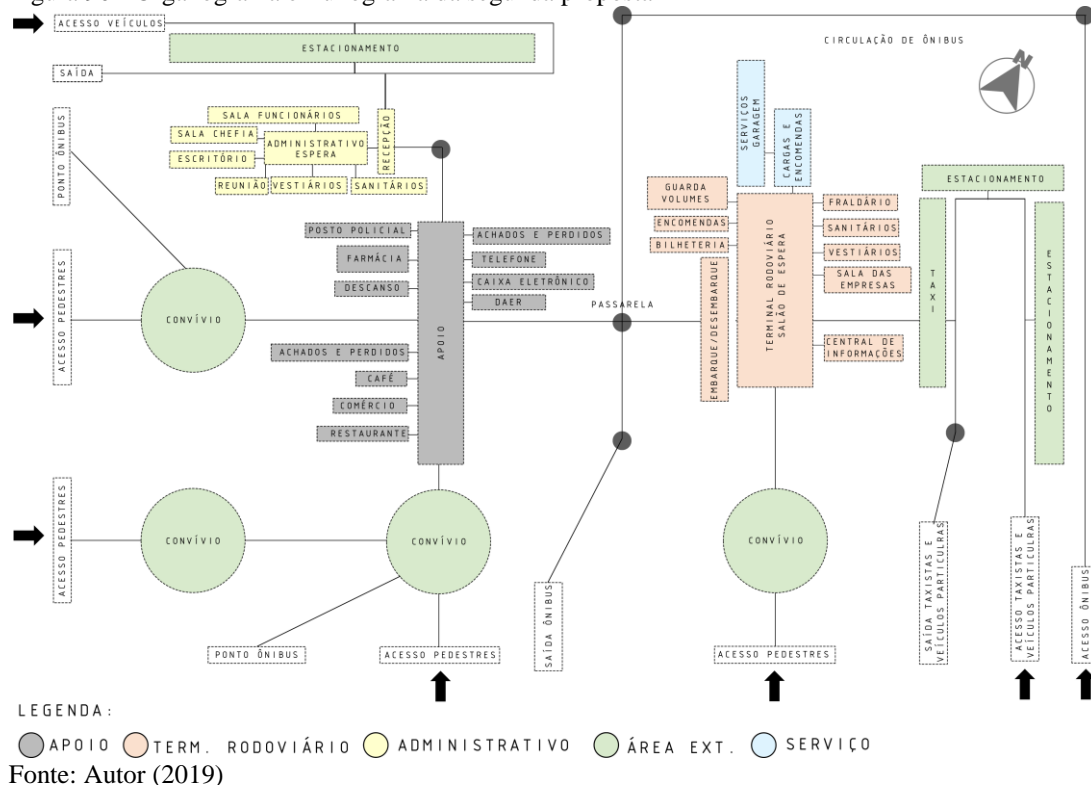 ACESSO VEÍCULOS
ESTACIONAMENTO
SAÍDA
CIRCULAÇÃO DE ÔNIBUS
N
PONTO ÔNIBUS
SALA FUNCIONÁRIOS
SALA CHEFIA
ADMINISTRATIVO
ESPERA
ESCRITÓRIO
REUNIÃO
VESTIÁRIOS
SANITÁRIOS
RECEPÇÃO
SERVIÇOS
GARAGEM
CARGAS E
ENCOMENDAS
ESTACIONAMENTO
GUARDA
VOLUMES
ENCOMENDAS
BILHETERIA
EMBARQUE/DESEMBARQUE
TERMINAL RODOVIÁRIO
SALÃO DE ESPERA
FRALDÁRIO
SANITÁRIOS
VESTIÁRIOS
SALA DAS
EMPRESAS
CENTRAL DE
INFORMAÇÕES
TAXI
ESTACIONAMENTO
POSTO POLICIAL
FARMÁCIA
DESCANSO
ACHADOS E PERDIDOS
CAFÉ
COMÉRCIO
RESTAURANTE
APOIO
ACHADOS E PERDIDOS
TELEFONE
CAIXA ELETRÔNICO
DAER
PASSARELA
ACESSO PEDESTRES
CONVÍVIO
ACESSO PEDESTRES
CONVÍVIO
CONVÍVIO
CONVÍVIO
PONTO ÔNIBUS
ACESSO PEDESTRES
SAÍDA ÔNIBUS
ACESSO PEDESTRES
SAÍDA TAXISTAS E
VEÍCULOS PARTICULRAS
ACESSO TAXISTAS E
VEÍCULOS PARTICULRAS
ACESSO ÔNIBUS
LEGENDA:
APOIO TERM. RODOVIÁRIO ADMINISTRATIVO ÁREA EXT. SERVIÇO
Fonte: Autor (2019)